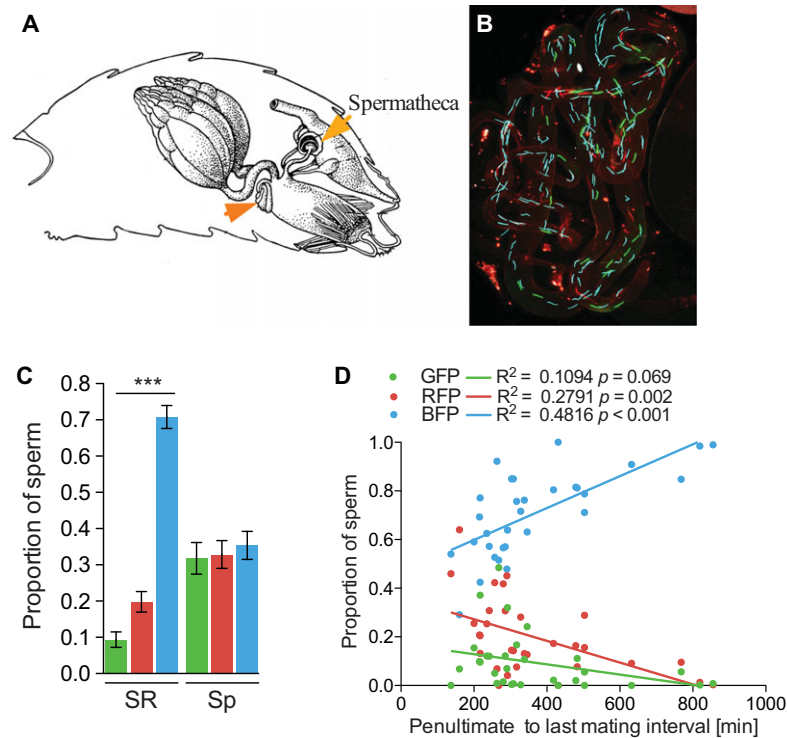 A
Spermatheca
B
C
***
Proportion of sperm
0.8
0.7
0.6
0.5
0.4
0.3
0.2
0.1
0.0
SR
Sp
D
GFP R² = 0.1094 p = 0.069
RFP R² = 0.2791 p = 0.002
BFP R² = 0.4816 p < 0.001
Proportion of sperm
1.0
0.8
0.6
0.4
0.2
0.0
0 200 400 600 800 1000
Penultimate to last mating interval [min]